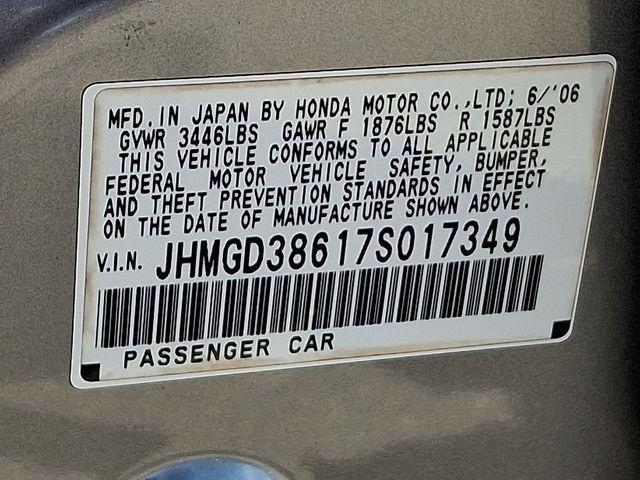 MFD. IN JAPAN BY HONDA MOTOR CO.,LTD; 6/'06
GVWR 3446LBS GAWR F 1876LBS R 1587LBS
THIS VEHICLE CONFORMS TO ALL APPLICABLE
FEDERAL MOTOR VEHICLE SAFETY, BUMPER,
AND THEFT PREVENTION STANDARDS IN EFFECT
ON THE DATE OF MANUFACTURE SHOWN ABOVE.
V.I.N. JHMGD38617S017349
PASSENGER CAR